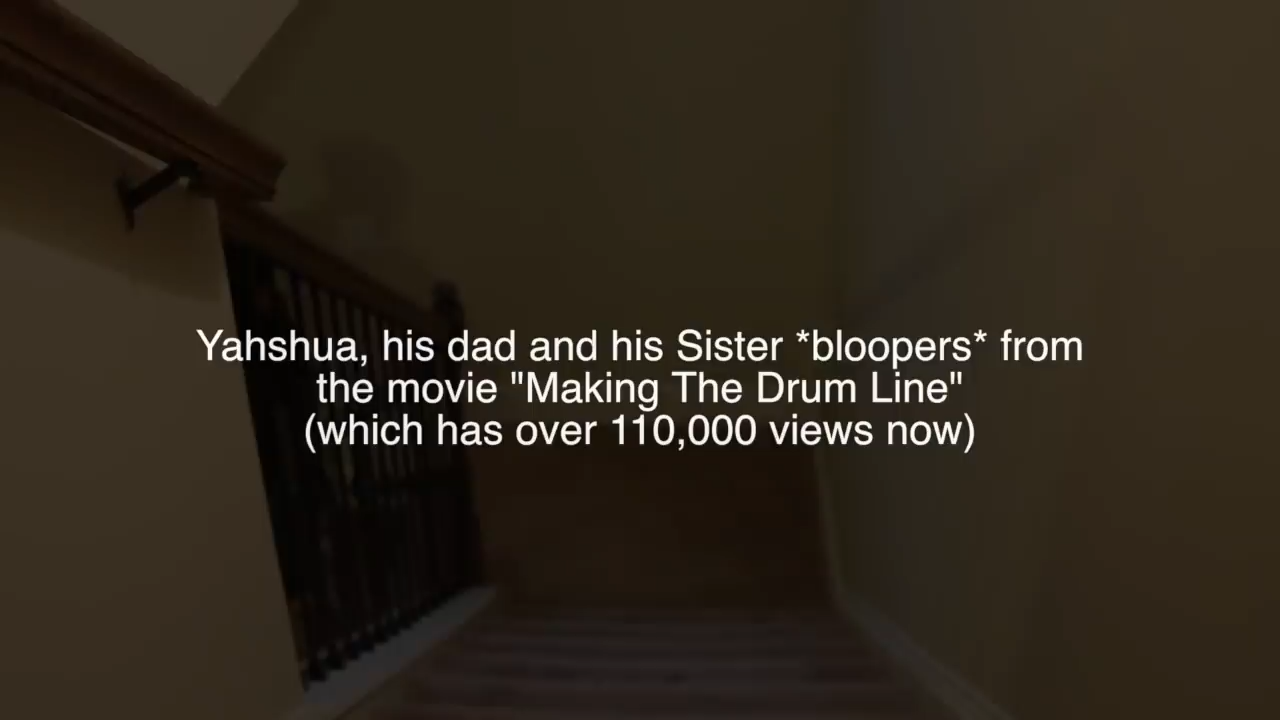 Yahshua, his dad and his Sister *bloopers* from
the movie "Making The Drum Line"
(which has over 110,000 views now)